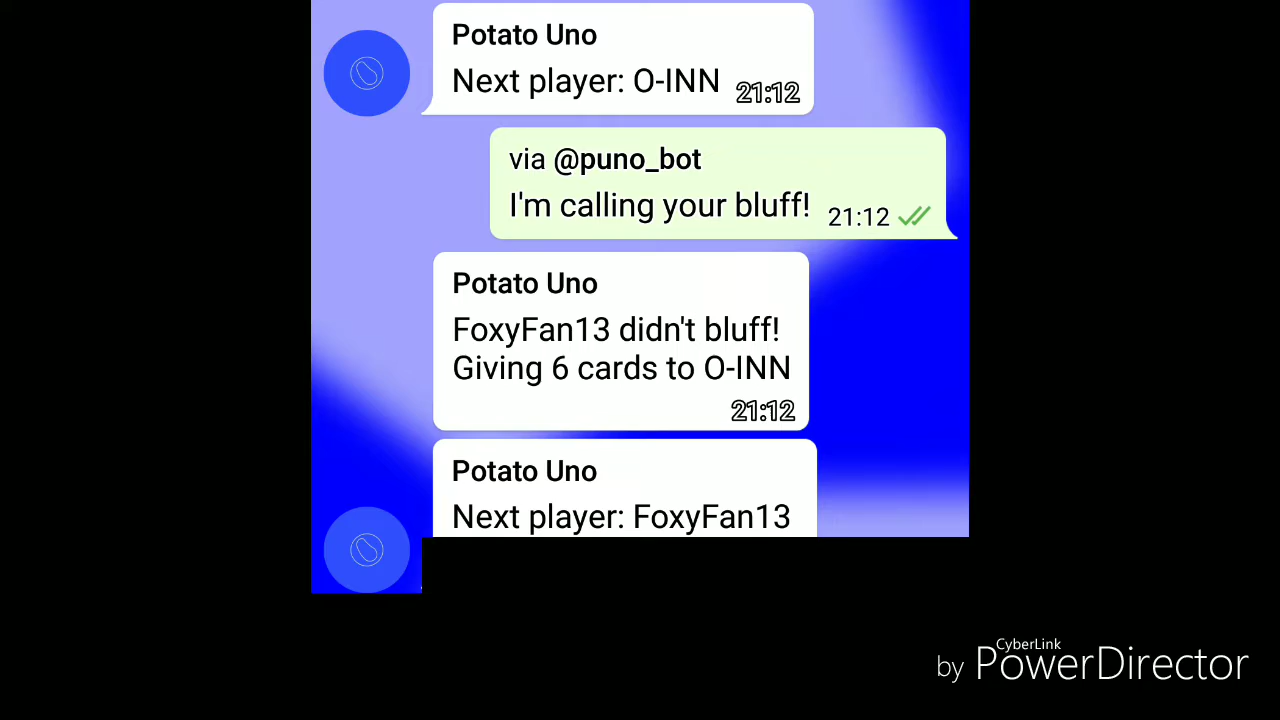 Potato Uno
Next player: O-INN 21:12
via @puno_bot
I'm calling your bluff! 21:12
Potato Uno
FoxyFan13 didn't bluff!
Giving 6 cards to O-INN
21:12
Potato Uno
Next player: FoxyFan13
CyberLink
by PowerDirector